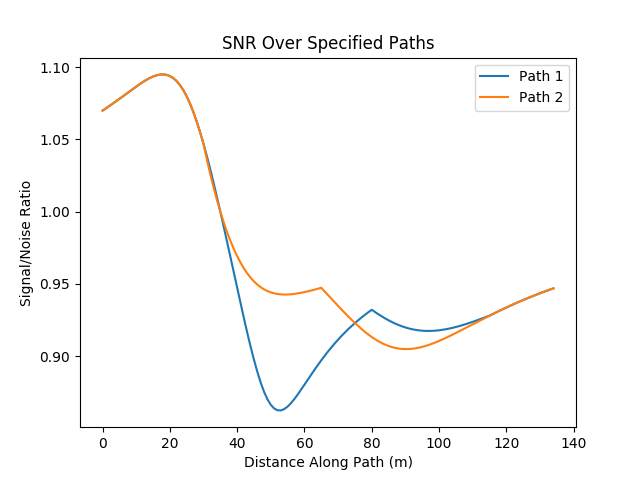 SNR Over Specified Paths
Signal/Noise Ratio
1.10
1.05
1.00
0.95
0.90
Path 1
Path 2
0 20 40 60 80 100 120 140
Distance Along Path (m)